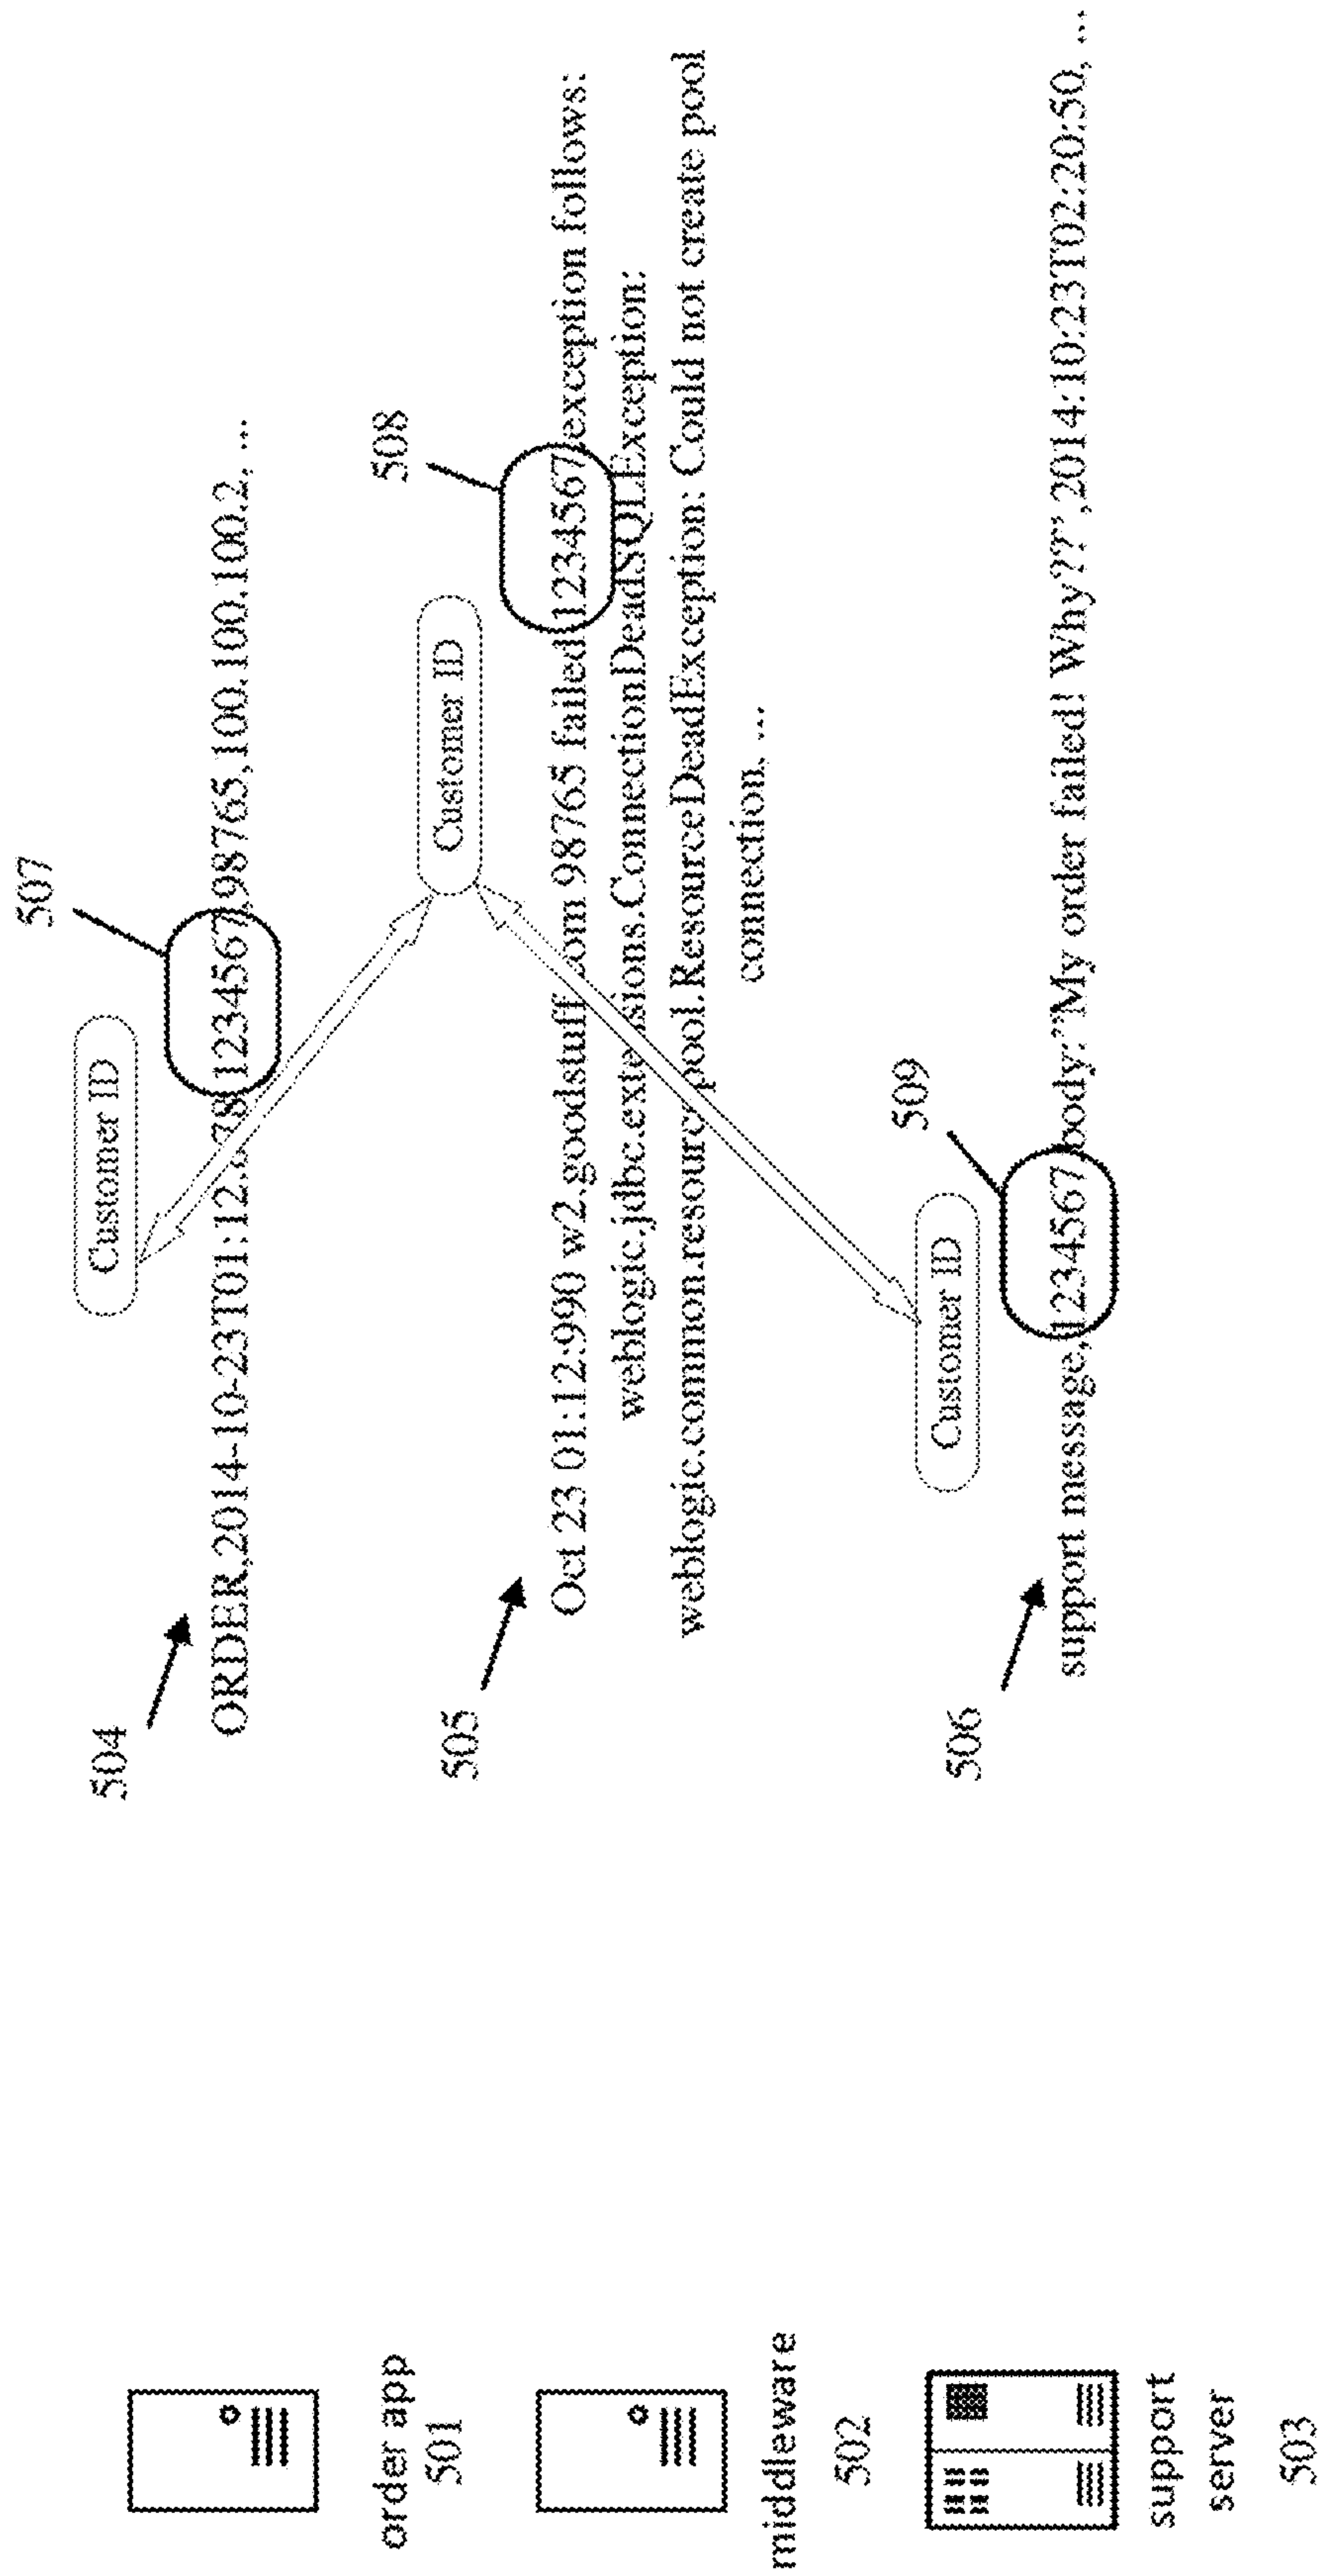 507
Customer ID
504
ORDER,2014-10-23T01:12. 1234567,98765,100.100.100.2, ...
order app
501
508
Customer ID
505
Oct 23 01:12:990 w2.goodstuff.com 98765 failed 1234567,exception follows:
weblogic.jdbc.extensions.ConnectionDeadSQLException:
weblogic.common.resourcepool.ResourceDeadException: Could not create pool
connection, ...
middleware
502
509
Customer ID
506
support message,1234567,body:”My order failed! Why??”,2014:10:23T02:20:50, ...
support
server
503